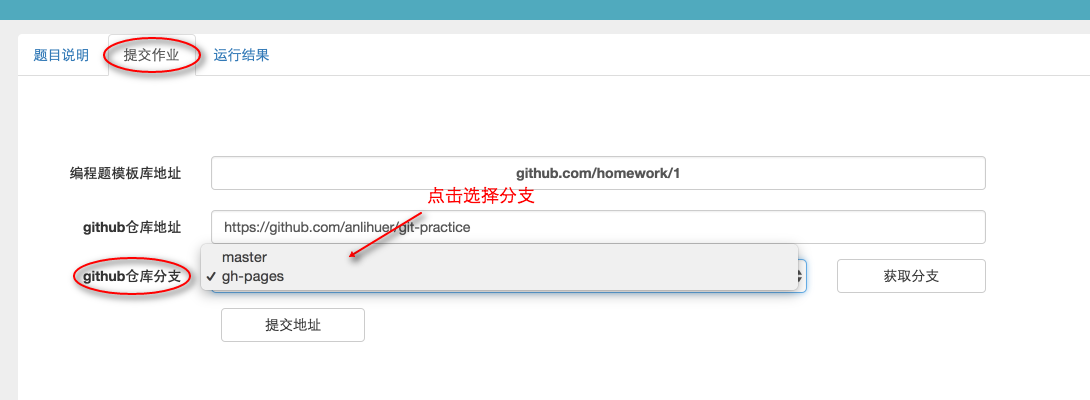 题目说明 提交作业 运行结果
编程题模板库地址 github.com/homework/1
点击选择分支
github仓库地址 https://github.com/anlihuer/git-practice
master
github仓库分支 ✓ gh-pages 获取分支
提交地址